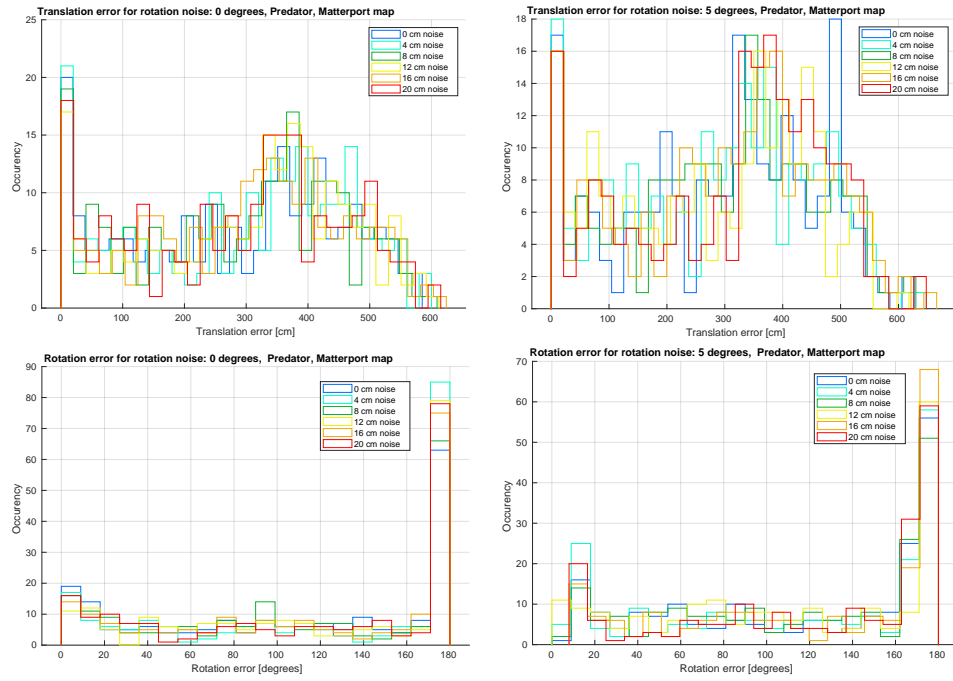 Translation error for rotation noise: 0 degrees, Predator, Matterport map
25
20
15
10
5
0
Occurency
0 cm noise
4 cm noise
8 cm noise
12 cm noise
16 cm noise
20 cm noise
0 100 200 300 400 500 600
Translation error [cm]
Translation error for rotation noise: 5 degrees, Predator, Matterport map
18
16
14
12
10
8
6
4
2
0
Occurency
0 cm noise
4 cm noise
8 cm noise
12 cm noise
16 cm noise
20 cm noise
0 100 200 300 400 500 600
Translation error [cm]
Rotation error for rotation noise: 0 degrees, Predator, Matterport map
90
80
70
60
50
40
30
20
10
0
Occurency
0 cm noise
4 cm noise
8 cm noise
12 cm noise
16 cm noise
20 cm noise
0 20 40 60 80 100 120 140 160 180
Rotation error [degrees]
Rotation error for rotation noise: 5 degrees, Predator, Matterport map
70
60
50
40
30
20
10
0
Occurency
0 cm noise
4 cm noise
8 cm noise
12 cm noise
16 cm noise
20 cm noise
0 20 40 60 80 100 120 140 160 180
Rotation error [degrees]